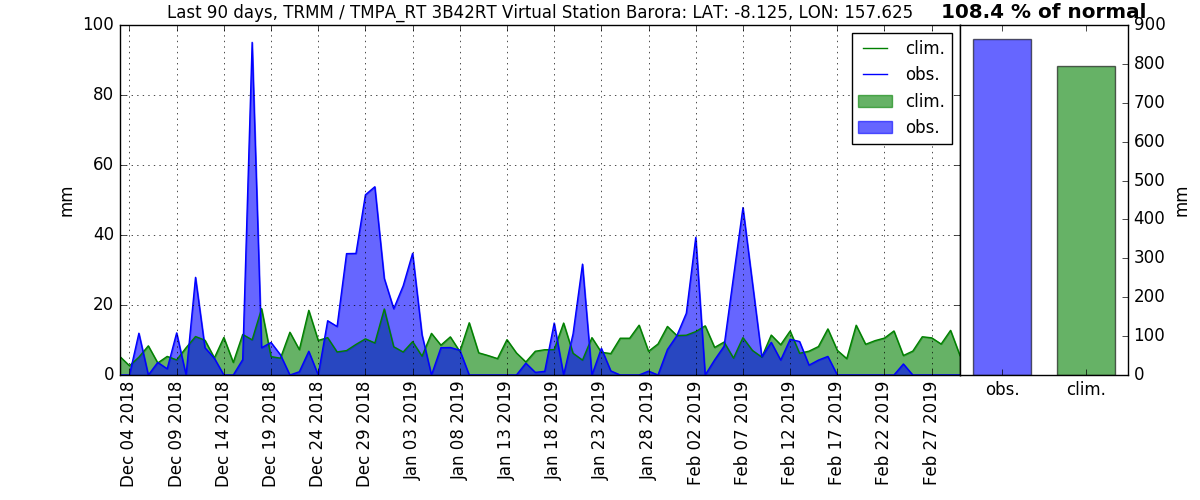 Last 90 days, TRMM / TMPA_RT 3B42RT Virtual Station Barora: LAT: -8.125, LON: 157.625
108.4 % of normal
100
80
60
40
20
0
mm
clim.
obs.
clim.
obs.
900
800
700
600
500
400
300
200
100
0
mm
obs.
clim.
Dec 04 2018
Dec 09 2018
Dec 14 2018
Dec 19 2018
Dec 24 2018
Dec 29 2018
Jan 03 2019
Jan 08 2019
Jan 13 2019
Jan 18 2019
Jan 23 2019
Jan 28 2019
Feb 02 2019
Feb 07 2019
Feb 12 2019
Feb 17 2019
Feb 22 2019
Feb 27 2019